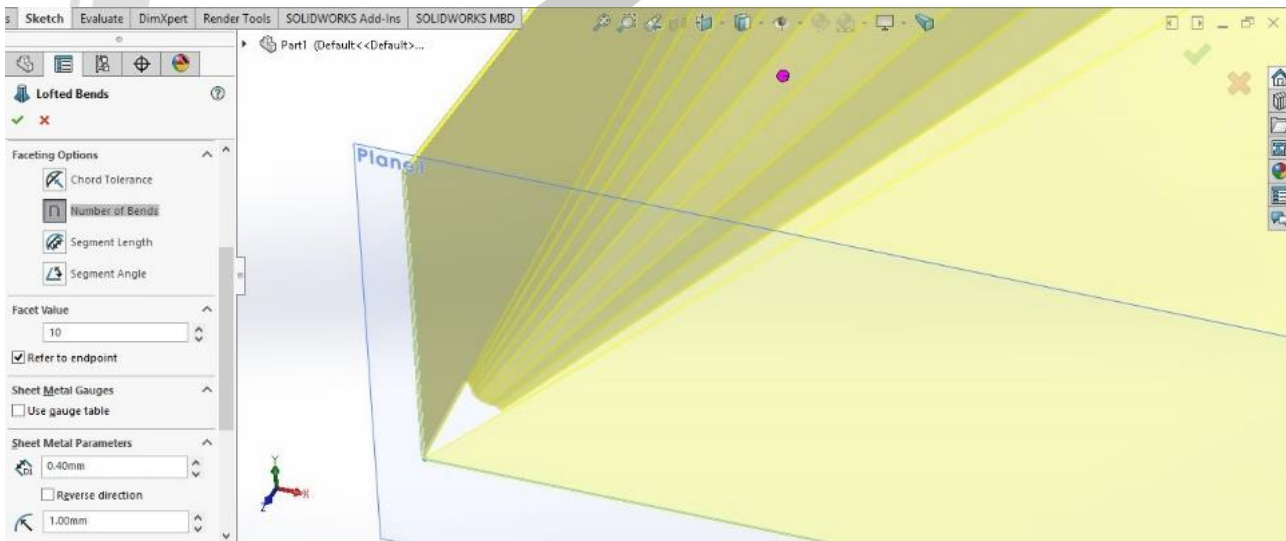 s Sketch Evaluate DimXpert Render Tools SOLIDWORKS Add-Ins SOLIDWORKS MBD
Part1 (Default<<Default>...
Lofted Bends
Faceting Options
Chord Tolerance
Number of Bends
Segment Length
Segment Angle
Facet Value
10
Refer to endpoint
Sheet Metal Gauges
Use gauge table
Sheet Metal Parameters
D1
0.40mm
Reverse direction
1.00mm
Plane1
Y
X
Z